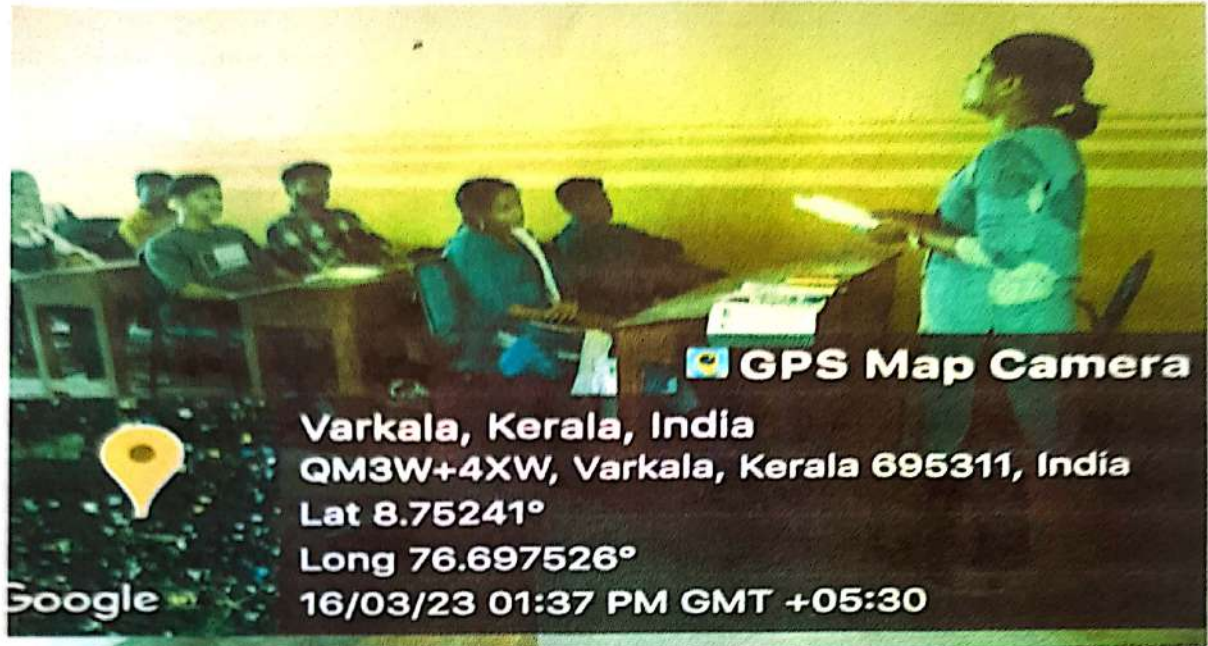 GPS Map Camera
Varkala, Kerala, India
QM3W+4XW, Varkala, Kerala 695311, India
Lat 8.75241°
Long 76.697526°
16/03/23 01:37 PM GMT +05:30
Google